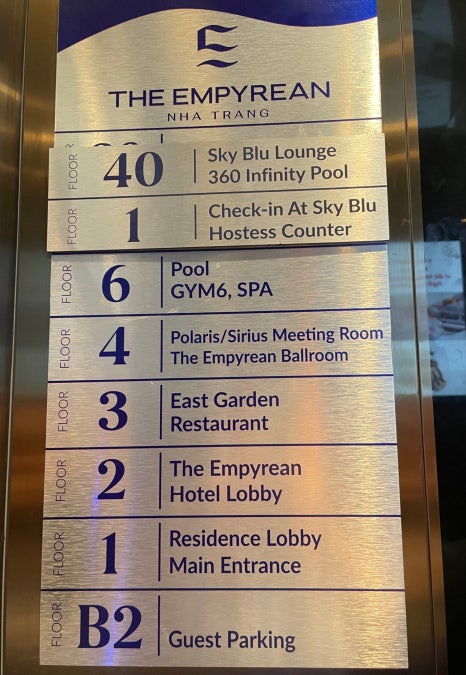 THE EMPYREAN
NHA TRANG
FLOOR 40 Sky Blu Lounge
360 Infinity Pool
FLOOR 1 Check-in At Sky Blu
Hostess Counter
FLOOR 6 Pool
GYM6, SPA
FLOOR 4 Polaris/Sirius Meeting Room
The Empyrean Ballroom
FLOOR 3 East Garden
Restaurant
FLOOR 2 The Empyrean
Hotel Lobby
FLOOR 1 Residence Lobby
Main Entrance
FLOOR B2 Guest Parking